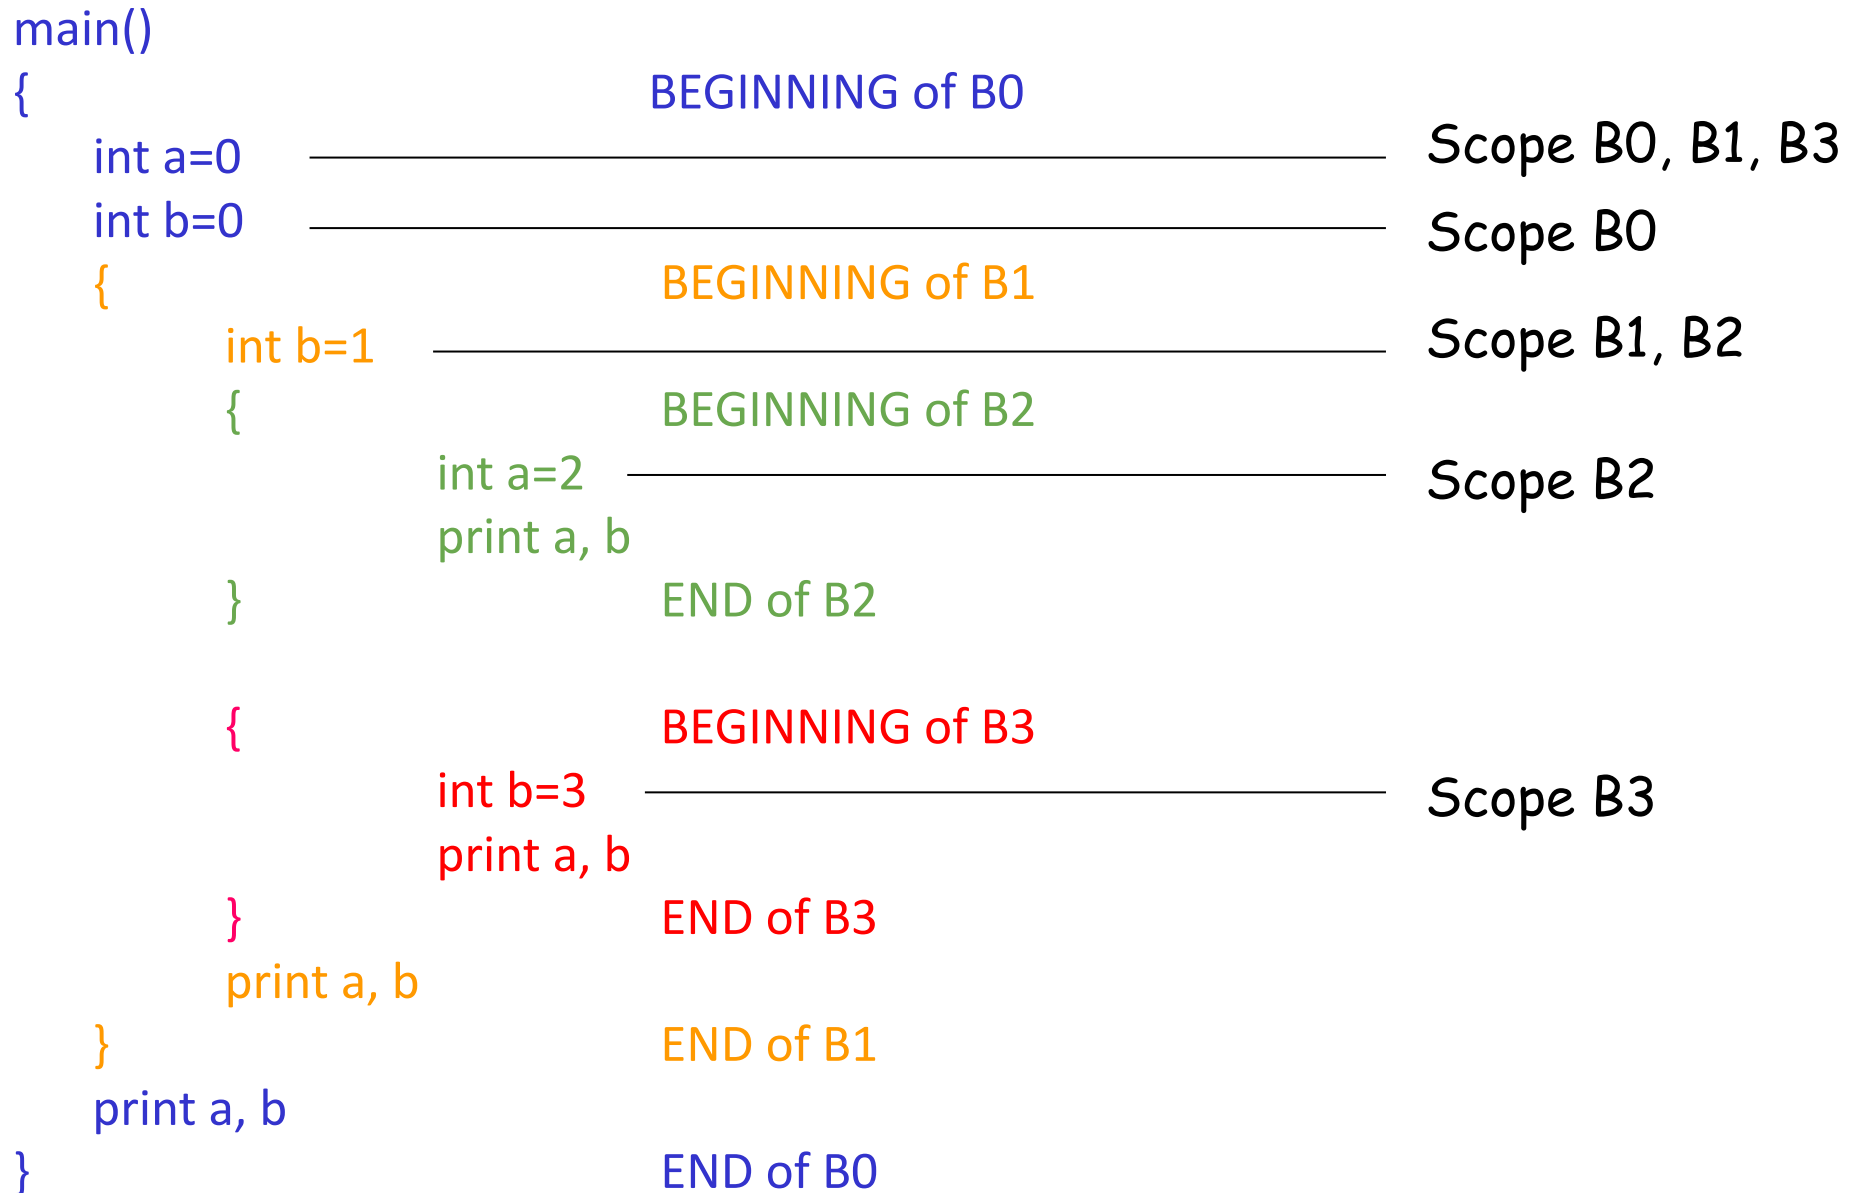 main()
{ BEGINNING of B0
int a=0 Scope B0, B1, B3
int b=0 Scope B0
{ BEGINNING of B1
int b=1 Scope B1, B2
{ BEGINNING of B2
int a=2 Scope B2
print a, b
} END of B2
{ BEGINNING of B3
int b=3 Scope B3
print a, b
} END of B3
print a, b
} END of B1
print a, b
} END of B0